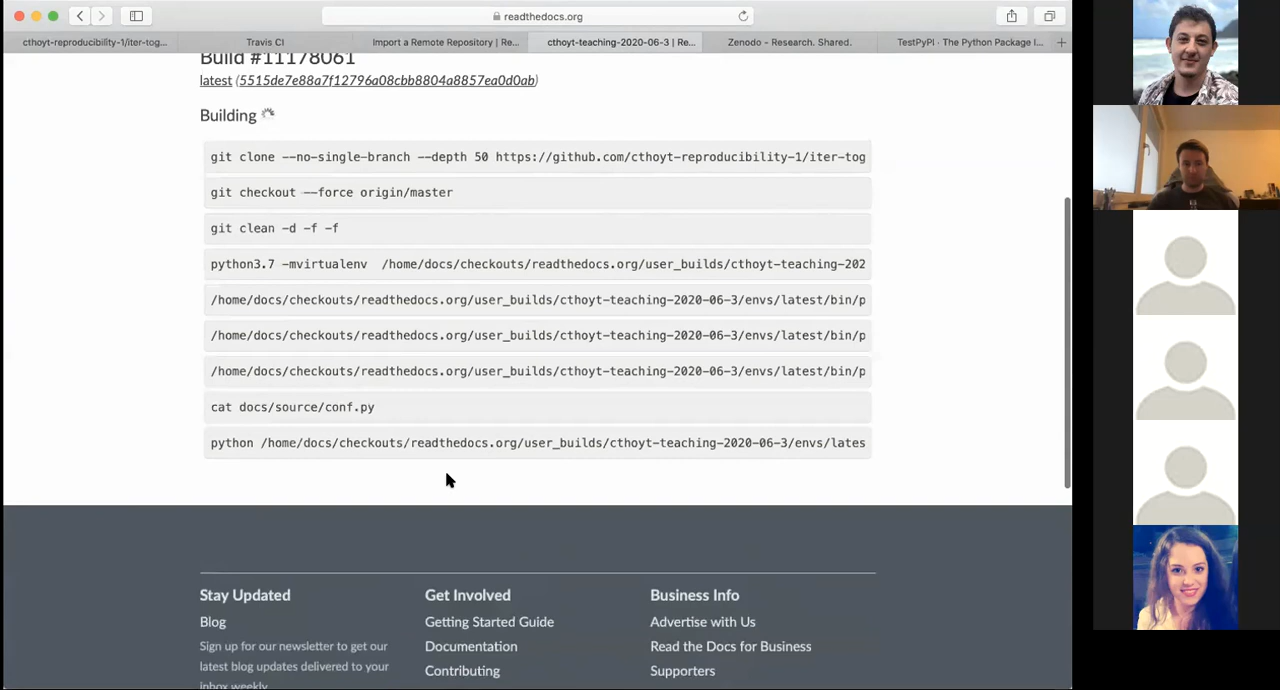 readthedocs.org
cthoyt-reproducibility-1/iter-tog...
Travis CI
Import a Remote Repository | Re...
cthoyt-teaching-2020-06-3 | Re...
Zenodo - Research. Shared.
TestPyPI · The Python Package I...
Build #11178061
latest (5515de7e88a7f12796a08cbb8804a8857ea0d0ab)
Building
git clone --no-single-branch --depth 50 https://github.com/cthoyt-reproducibility-1/iter-tog
git checkout --force origin/master
git clean -d -f -f
python3.7 -mvirtualenv  /home/docs/checkouts/readthedocs.org/user_builds/cthoyt-teaching-202
/home/docs/checkouts/readthedocs.org/user_builds/cthoyt-teaching-2020-06-3/envs/latest/bin/p
/home/docs/checkouts/readthedocs.org/user_builds/cthoyt-teaching-2020-06-3/envs/latest/bin/p
/home/docs/checkouts/readthedocs.org/user_builds/cthoyt-teaching-2020-06-3/envs/latest/bin/p
cat docs/source/conf.py
python /home/docs/checkouts/readthedocs.org/user_builds/cthoyt-teaching-2020-06-3/envs/lates
Stay Updated
Blog
Sign up for our newsletter to get our
latest blog updates delivered to your
inbox weekly.
Get Involved
Getting Started Guide
Documentation
Contributing
Business Info
Advertise with Us
Read the Docs for Business
Supporters